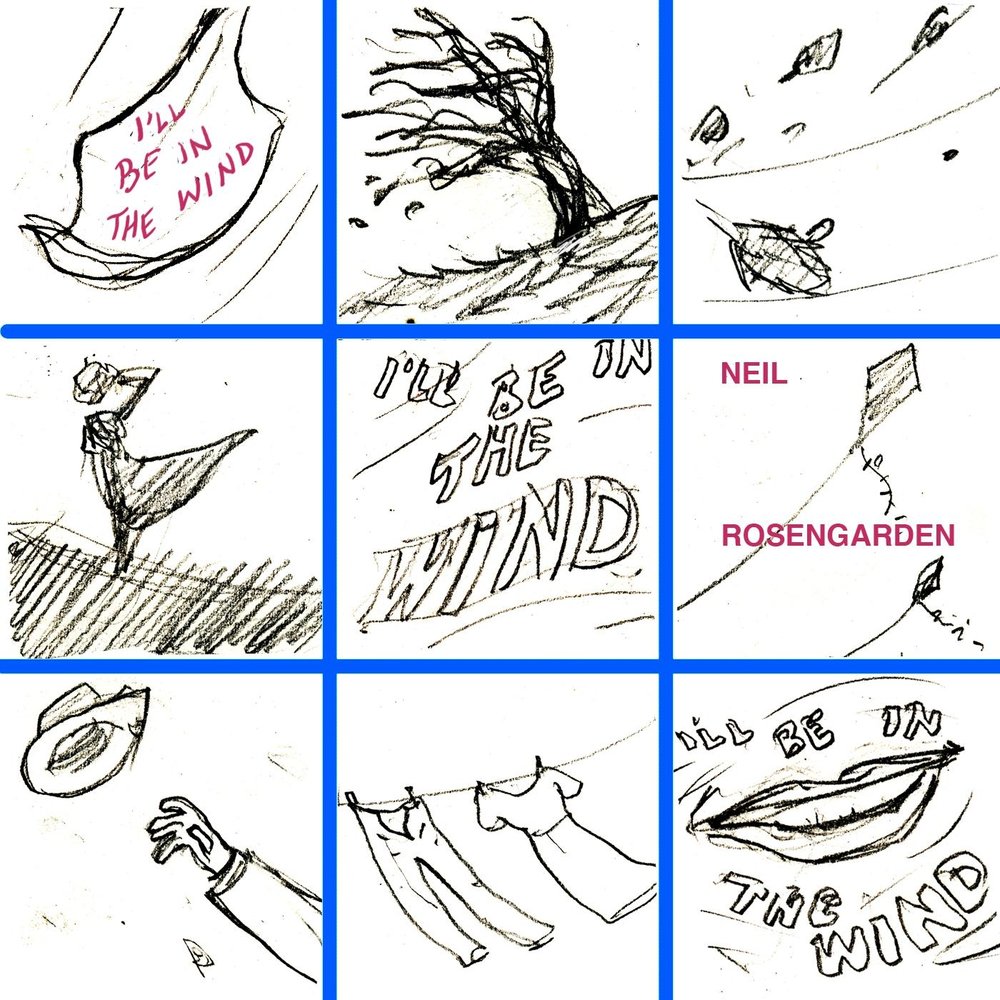 I'LL
BE IN
THE WIND
I'LL BE IN
THE
WIND
NEIL
ROSENGARDEN
I'LL BE IN
THE
WIND